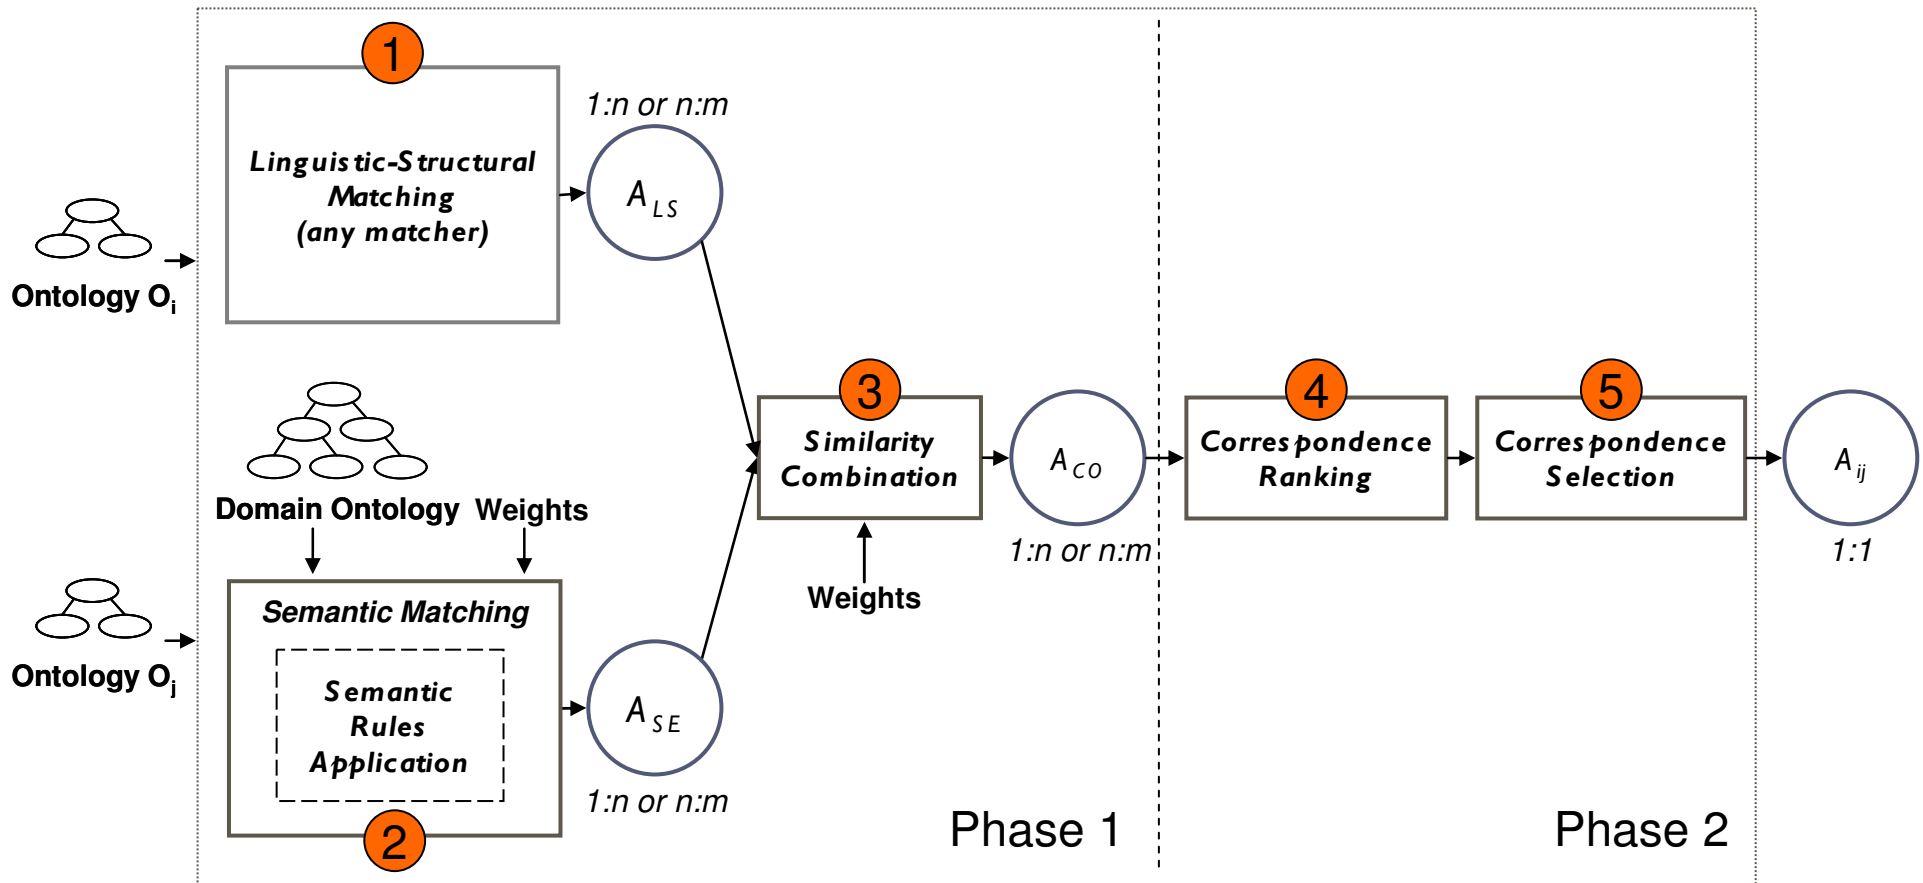 1
1:n or n:m
Linguistic-Structural
Matching
(any matcher)
A LS
Ontology Oi
Domain Ontology
Weights
Ontology Oj
Semantic Matching
Semantic
Rules
Application
2
A SE
1:n or n:m
3
Similarity
Combination
Weights
A CO
1:n or n:m
Phase 1
4
Correspondence
Ranking
5
Correspondence
Selection
A ij
1:1
Phase 2